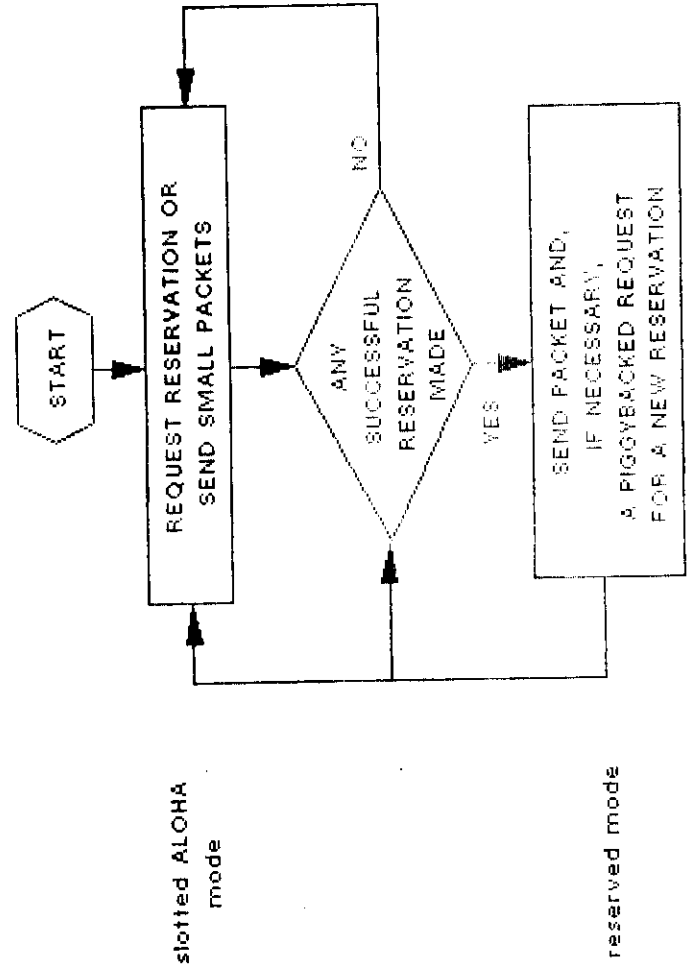 START
slotted ALOHA
mode
REQUEST RESERVATION OR
SEND SMALL PACKETS
ANY
SUCCESSFUL
RESERVATION
MADE
NO
YES
reserved mode
SEND PACKET AND,
IF NECESSARY,
A PIGGYBACKED REQUEST
FOR A NEW RESERVATION